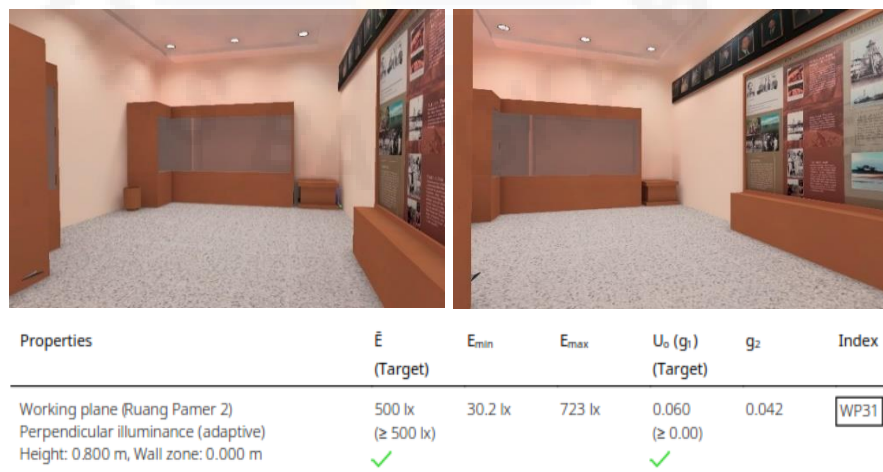 Properties Ē Emin Emax Uₒ (g₁) g₂ Index
(Target) (Target)
Working plane (Ruang Pamer 2) 500 lx 30.2 lx 723 lx 0.060 0.042 WP31
Perpendicular illuminance (adaptive) (≥ 500 lx) (≥ 0.00)
Height: 0.800 m, Wall zone: 0.000 m